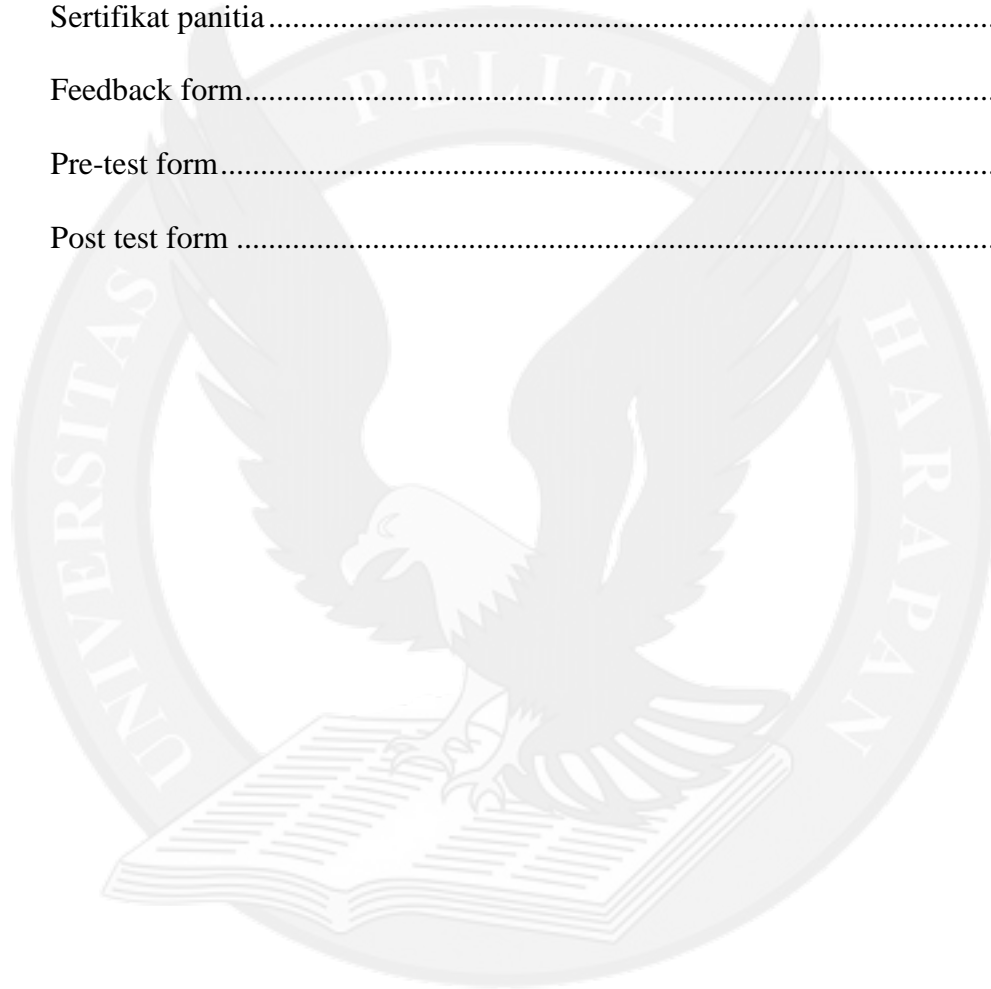 Sertifikat panitia...........................................................................................
Feedback form..............................................................................................
Pre-test form.................................................................................................
Post test form ...............................................................................................
UNIVERSITAS PELITA HARAPAN